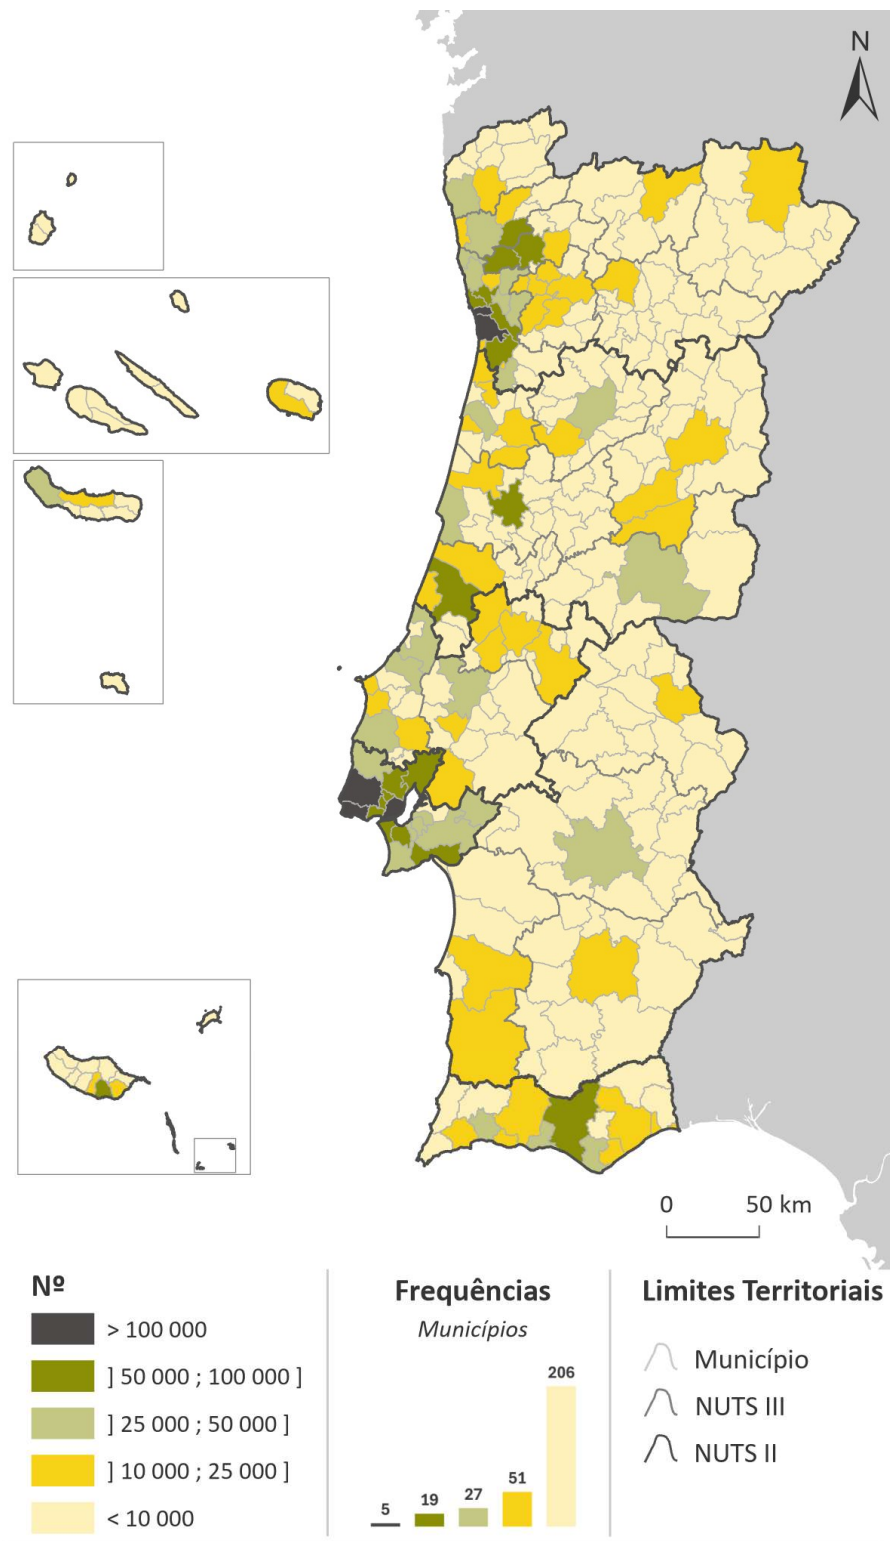 N
0 50 km
Nº
> 100 000
] 50 000 ; 100 000 ]
] 25 000 ; 50 000 ]
] 10 000 ; 25 000 ]
< 10 000
Frequências
Municípios
5 19 27 51 206
Limites Territoriais
Município
NUTS III
NUTS II